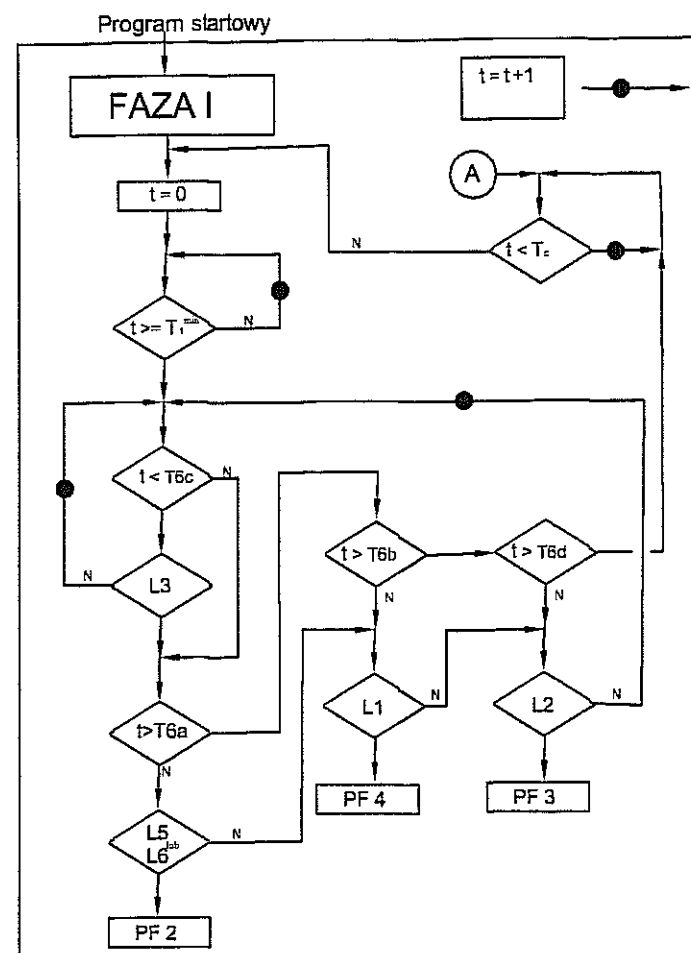 Program startowy
FAZA I
t=t+1
t=0
A
N
t < Tc
t >= T1 min
N
t < T6c
N
t > T6b
t > T6d
N
L3
N
N
t>T6a
L1
N
L2
N
N
PF 4
PF 3
L5
L6
N
PF 2